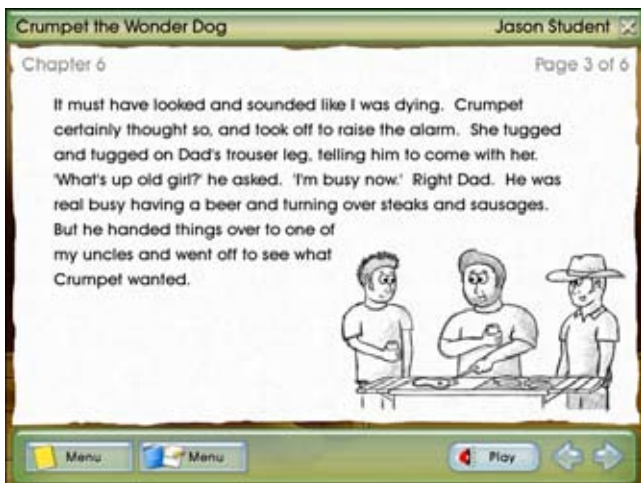 Crumpet the Wonder Dog Jason Student
Chapter 6 Page 3 of 6
It must have looked and sounded like I was dying. Crumpet
certainly thought so, and took off to raise the alarm. She tugged
and tugged on Dad's trouser leg, telling him to come with her.
'What's up old girl?' he asked. 'I'm busy now.' Right Dad. He was
real busy having a beer and turning over steaks and sausages.
But he handed things over to one of
my uncles and went off to see what
Crumpet wanted.
Menu Menu Play